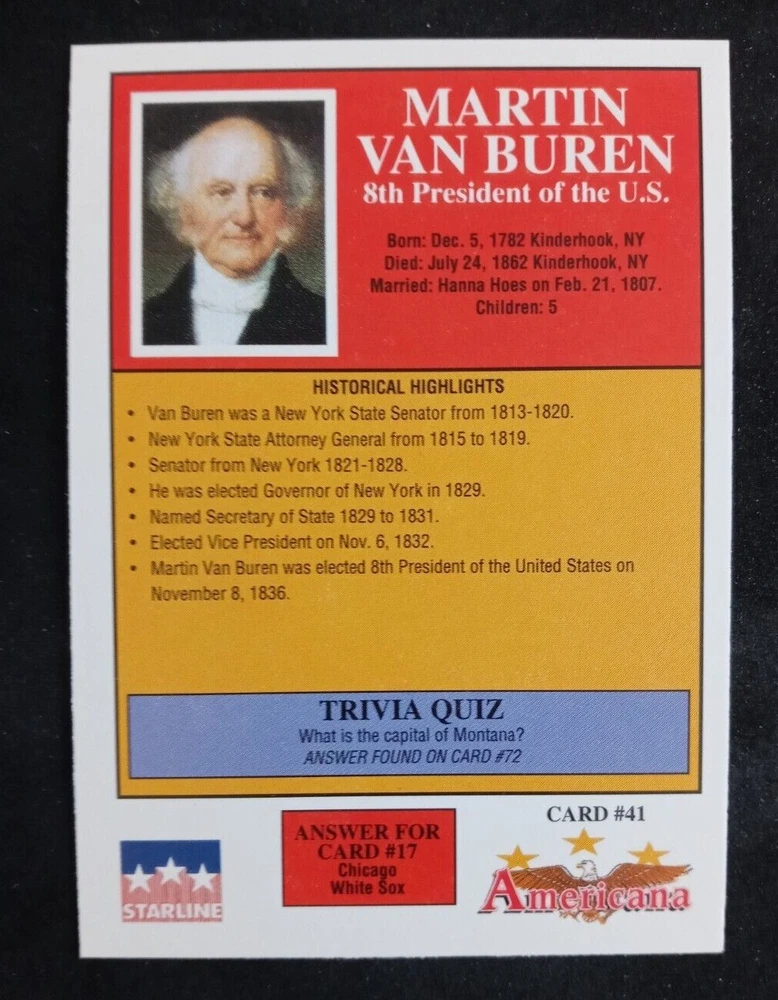 MARTIN
VAN BUREN
8th President of the U.S.
Born: Dec. 5, 1782 Kinderhook, NY
Died: July 24, 1862 Kinderhook, NY
Married: Hanna Hoes on Feb. 21, 1807.
Children: 5
HISTORICAL HIGHLIGHTS
• Van Buren was a New York State Senator from 1813-1820.
• New York State Attorney General from 1815 to 1819.
• Senator from New York 1821-1828.
• He was elected Governor of New York in 1829.
• Named Secretary of State 1829 to 1831.
• Elected Vice President on Nov. 6, 1832.
• Martin Van Buren was elected 8th President of the United States on
November 8, 1836.
TRIVIA QUIZ
What is the capital of Montana?
ANSWER FOUND ON CARD #72
STARLINE
ANSWER FOR
CARD #17
Chicago
White Sox
CARD #41
Americana